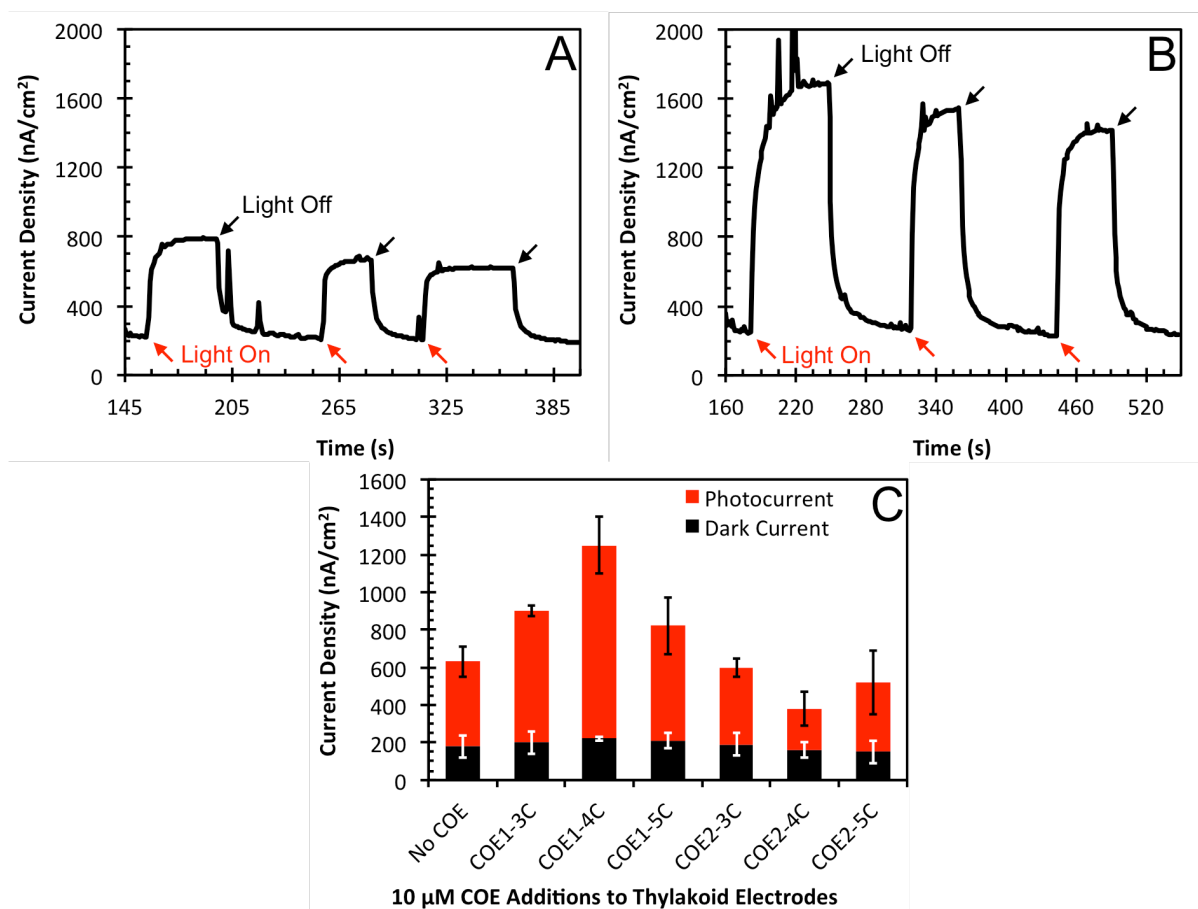 A
Current Density (nA/cm²)
2000
1600
1200
800
400
0
Light Off
Light On
145 205 265 325 385
Time (s)
B
Current Density (nA/cm²)
2000
1600
1200
800
400
0
Light Off
Light On
160 220 280 340 400 460 520
Time (s)
C
Current Density (nA/cm²)
1600
1400
1200
1000
800
600
400
200
0
Photocurrent
Dark Current
No COE COE1-3C COE1-4C COE1-5C COE2-3C COE2-4C COE2-5C
10 µM COE Additions to Thylakoid Electrodes